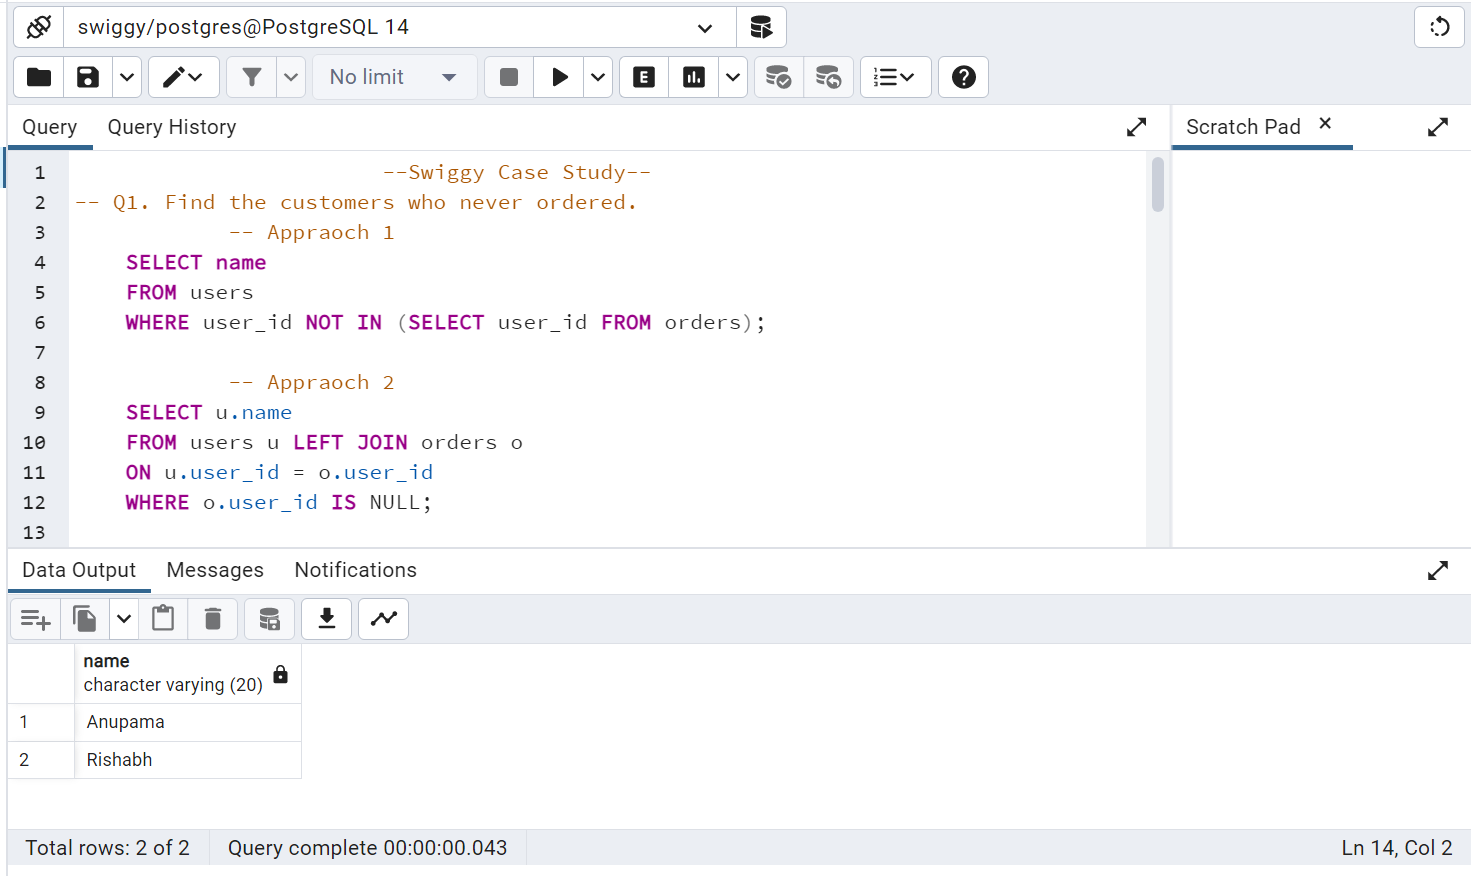 swiggy/postgres@PostgreSQL 14
No limit
E
Query
Query History
Scratch Pad
1 --Swiggy Case Study--
2 -- Q1. Find the customers who never ordered.
3 -- Appraoch 1
4 SELECT name
5 FROM users
6 WHERE user_id NOT IN (SELECT user_id FROM orders);
7
8 -- Appraoch 2
9 SELECT u.name
10 FROM users u LEFT JOIN orders o
11 ON u.user_id = o.user_id
12 WHERE o.user_id IS NULL;
13
Data Output
Messages
Notifications
name
character varying (20)
1 Anupama
2 Rishabh
Total rows: 2 of 2
Query complete 00:00:00.043
Ln 14, Col 2